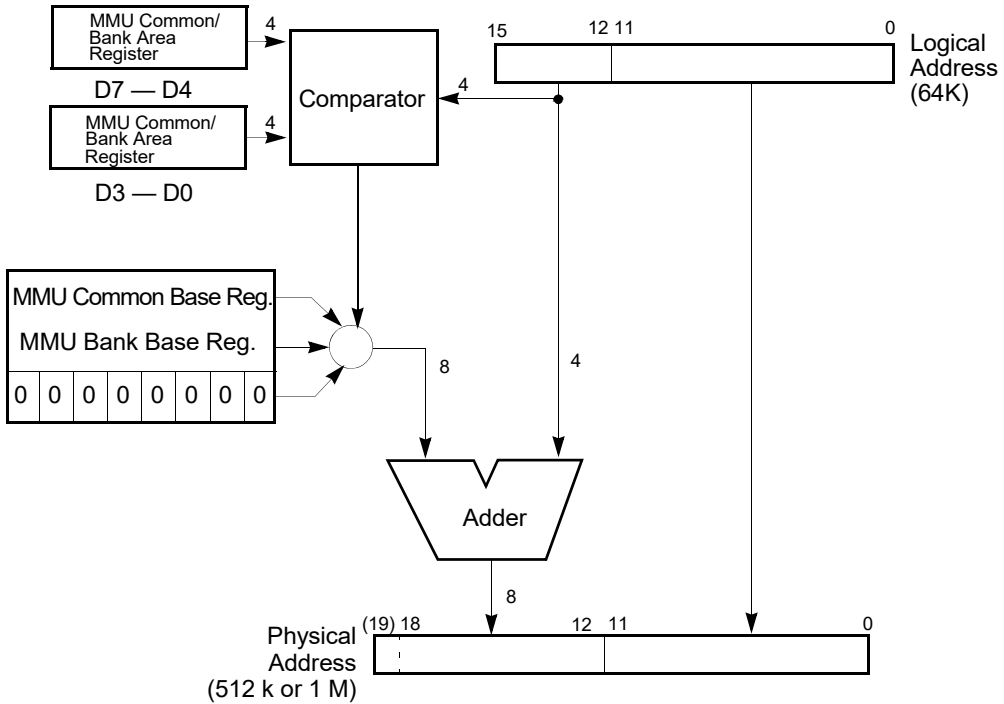 MMU Common/
Bank Area
Register
4
D7 — D4
MMU Common/
Bank Area
Register
4
D3 — D0
Comparator
4
15
12 11
0
Logical
Address
(64K)
MMU Common Base Reg.
MMU Bank Base Reg.
0 0 0 0 0 0 0 0
8
4
Adder
8
Physical
Address
(512 k or 1 M)
(19) 18
12 11
0